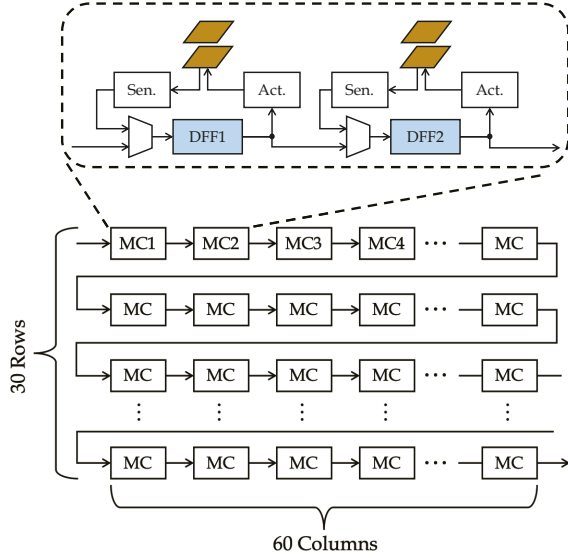 Sen. Act. Sen. Act.
DFF1 DFF2
MC1 MC2 MC3 MC4 ··· MC
MC MC MC MC ··· MC
MC MC MC MC ··· MC
MC MC MC MC ··· MC
30 Rows
60 Columns